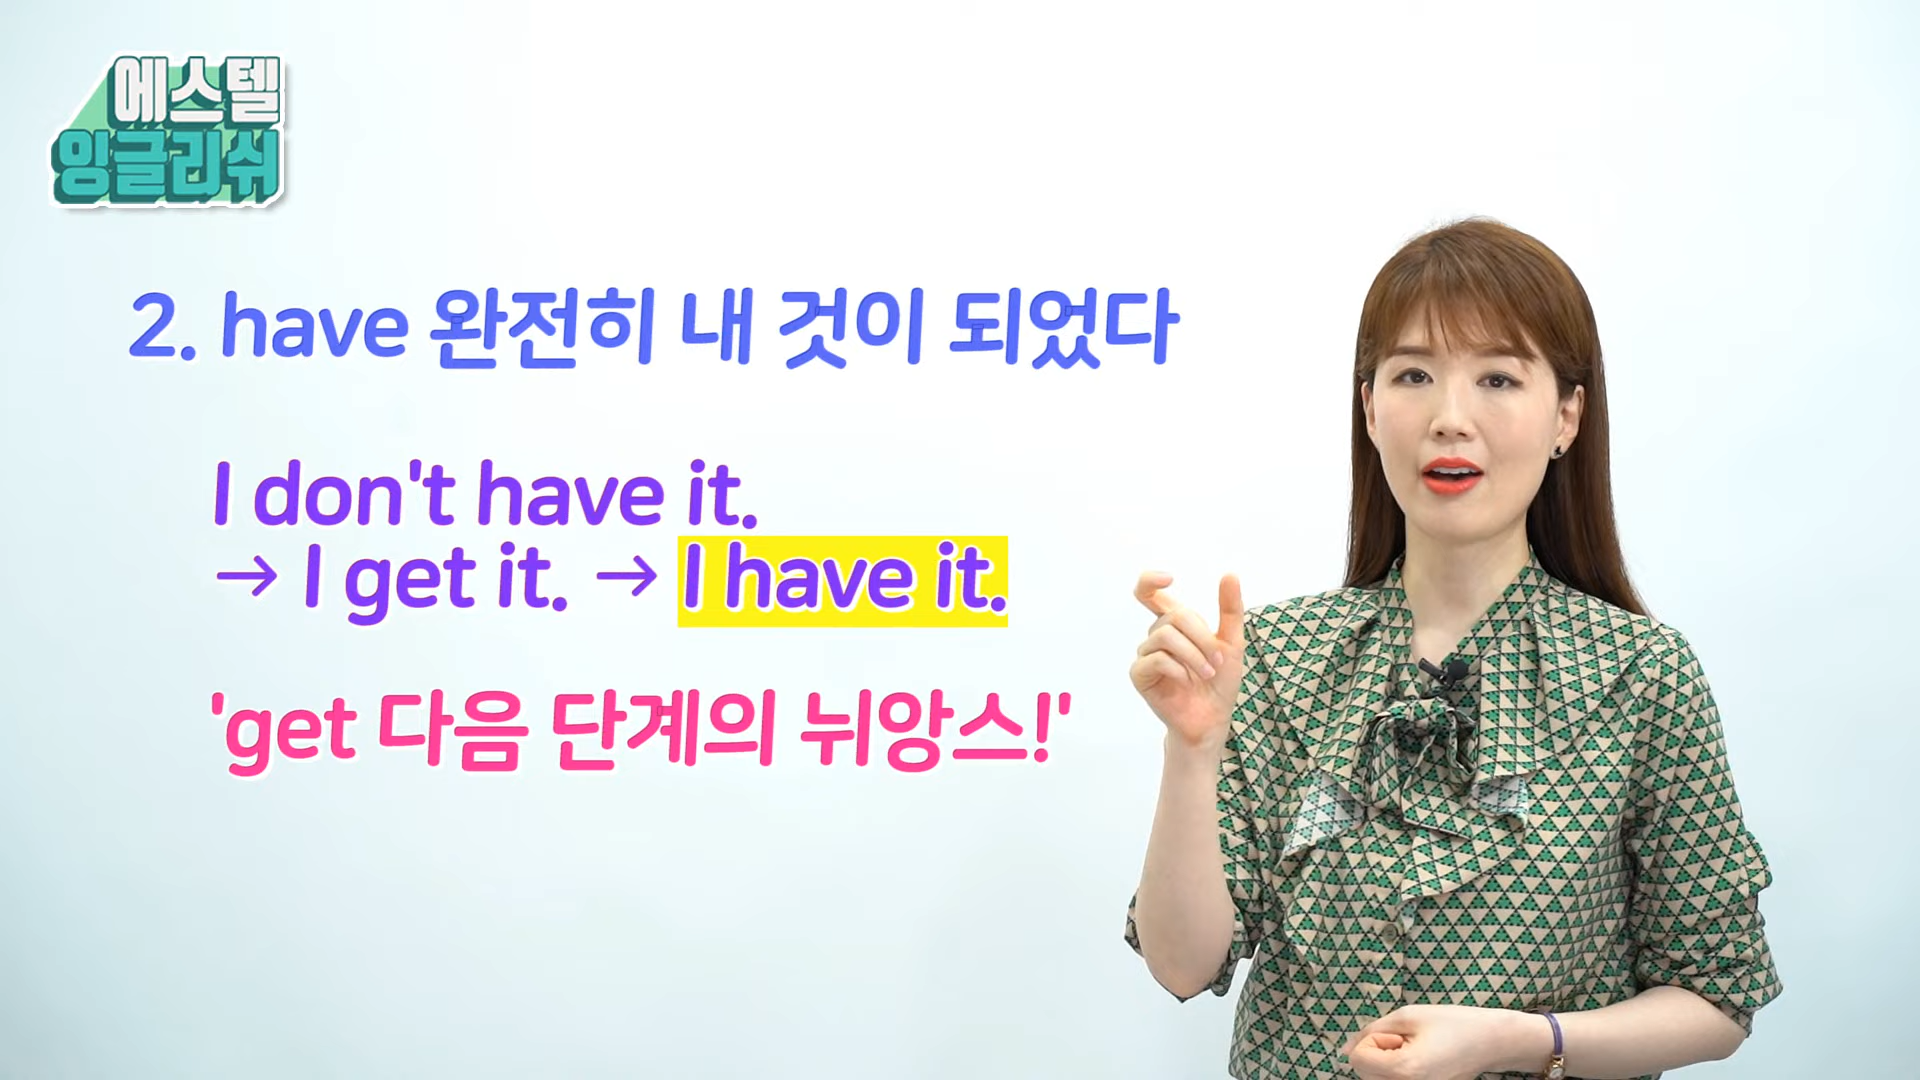 에스텔
잉글리쉬
2. have 완전히 내 것이 되었다
I don't have it.
→ I get it. → I have it.
'get 다음 단계의 뉘앙스!'